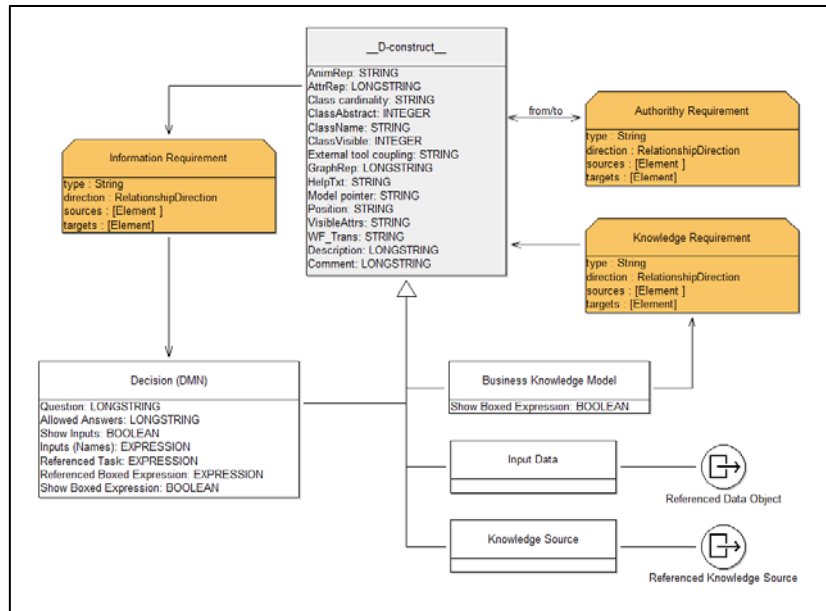 __D-construct__
AnimRep: STRING
AttrRep: LONGSTRING
Class cardinality: STRING
ClassAbstract: INTEGER
ClassName: STRING
ClassVisible: INTEGER
External tool coupling: STRING
GraphRep: LONGSTRING
HelpTxt: STRING
Model pointer: STRING
Position: STRING
VisibleAttrs: STRING
WF_Trans: STRING
Description: LONGSTRING
Comment: LONGSTRING
from/to
Authorithy Requirement
type : String
direction : RelationshipDirection
sources : [Element ]
targets : [Element]
Information Requirement
type : String
direction : RelationshipDirection
sources : [Element ]
targets : [Element]
Knowledge Requirement
type : String
direction : RelationshipDirection
sources : [Element ]
targets : [Element]
Decision (DMN)
Question: LONGSTRING
Allowed Answers: LONGSTRING
Show Inputs: BOOLEAN
Inputs (Names): EXPRESSION
Referenced Task: EXPRESSION
Referenced Boxed Expression: EXPRESSION
Show Boxed Expression: BOOLEAN
Business Knowledge Model
Show Boxed Expression: BOOLEAN
Input Data
Referenced Data Object
Knowledge Source
Referenced Knowledge Source